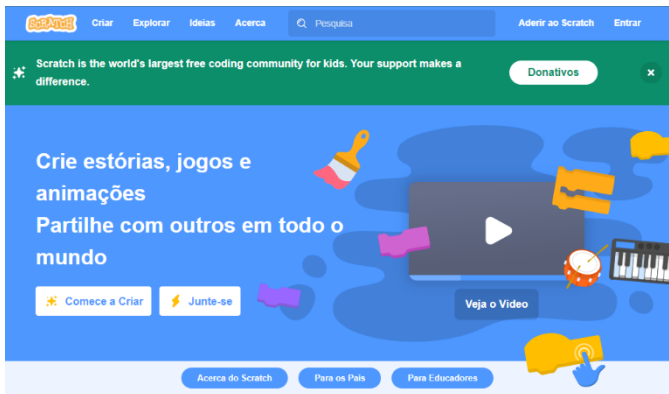 SCRATCH Criar Explorar Ideias Acerca Pesquisa Aderir ao Scratch Entrar
Scratch is the world's largest free coding community for kids. Your support makes a
difference.
Donativos
Crie estórias, jogos e
animações
Partilhe com outros em todo o
mundo
Comece a Criar Junte-se
Veja o Video
Acerca do Scratch Para os Pais Para Educadores